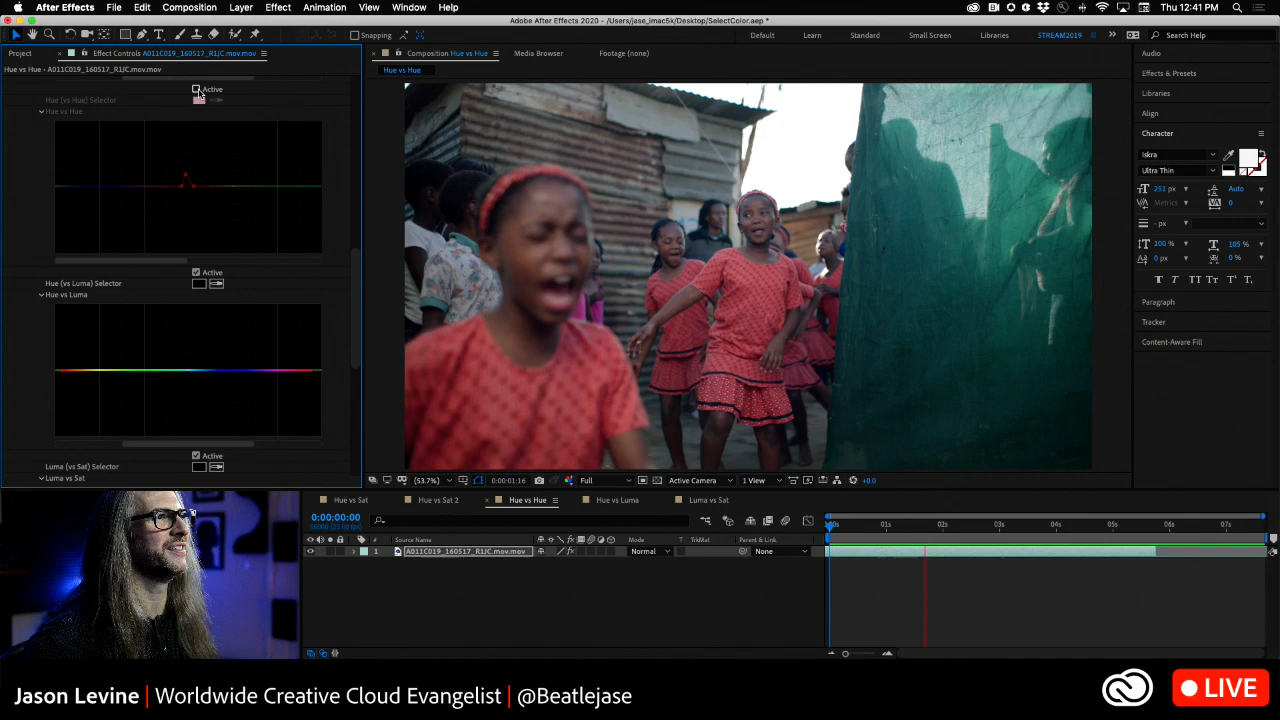 After Effects File Edit Composition Layer Effect Animation View Window Help Thu 12:41 PM
Adobe After Effects 2020 - /Users/jase_imac5k/Desktop/SelectColor.aep *
Snapping Default Learn Standard Small Screen Libraries STREAM2019 Search Help
Project Effect Controls A011C019_160517_R1JC.mov.mov Composition Hue vs Hue Media Browser Footage (none) Audio
Hue vs Hue • A011C019_160517_R1JC.mov.mov Hue vs Hue Effects & Presets
Active
Hue (vs Hue) Selector
Hue vs Hue
Libraries
Align
Character
Iskra
Ultra Thin
251 px Auto
Metrics 0
- px
100 % 105 %
0 px 0 %
T T TT Tr T' T,
Paragraph
Tracker
Content-Aware Fill
Active
Hue (vs Luma) Selector
Hue vs Luma
Active
Luma (vs Sat) Selector
Luma vs Sat
(53.7%) 0:00:01:16 Full Active Camera 1 View +0.0
Hue vs Sat Hue vs Sat 2 Hue vs Hue Hue vs Luma Luma vs Sat
0:00:00:00
# Source Name Mode T TrkMat Parent & Link
01s 02s 03s 04s 05s 06s 07s
1 A011C019_160517_R1JC.mov.mov Normal None
Jason Levine | Worldwide Creative Cloud Evangelist | @Beatlejase
LIVE